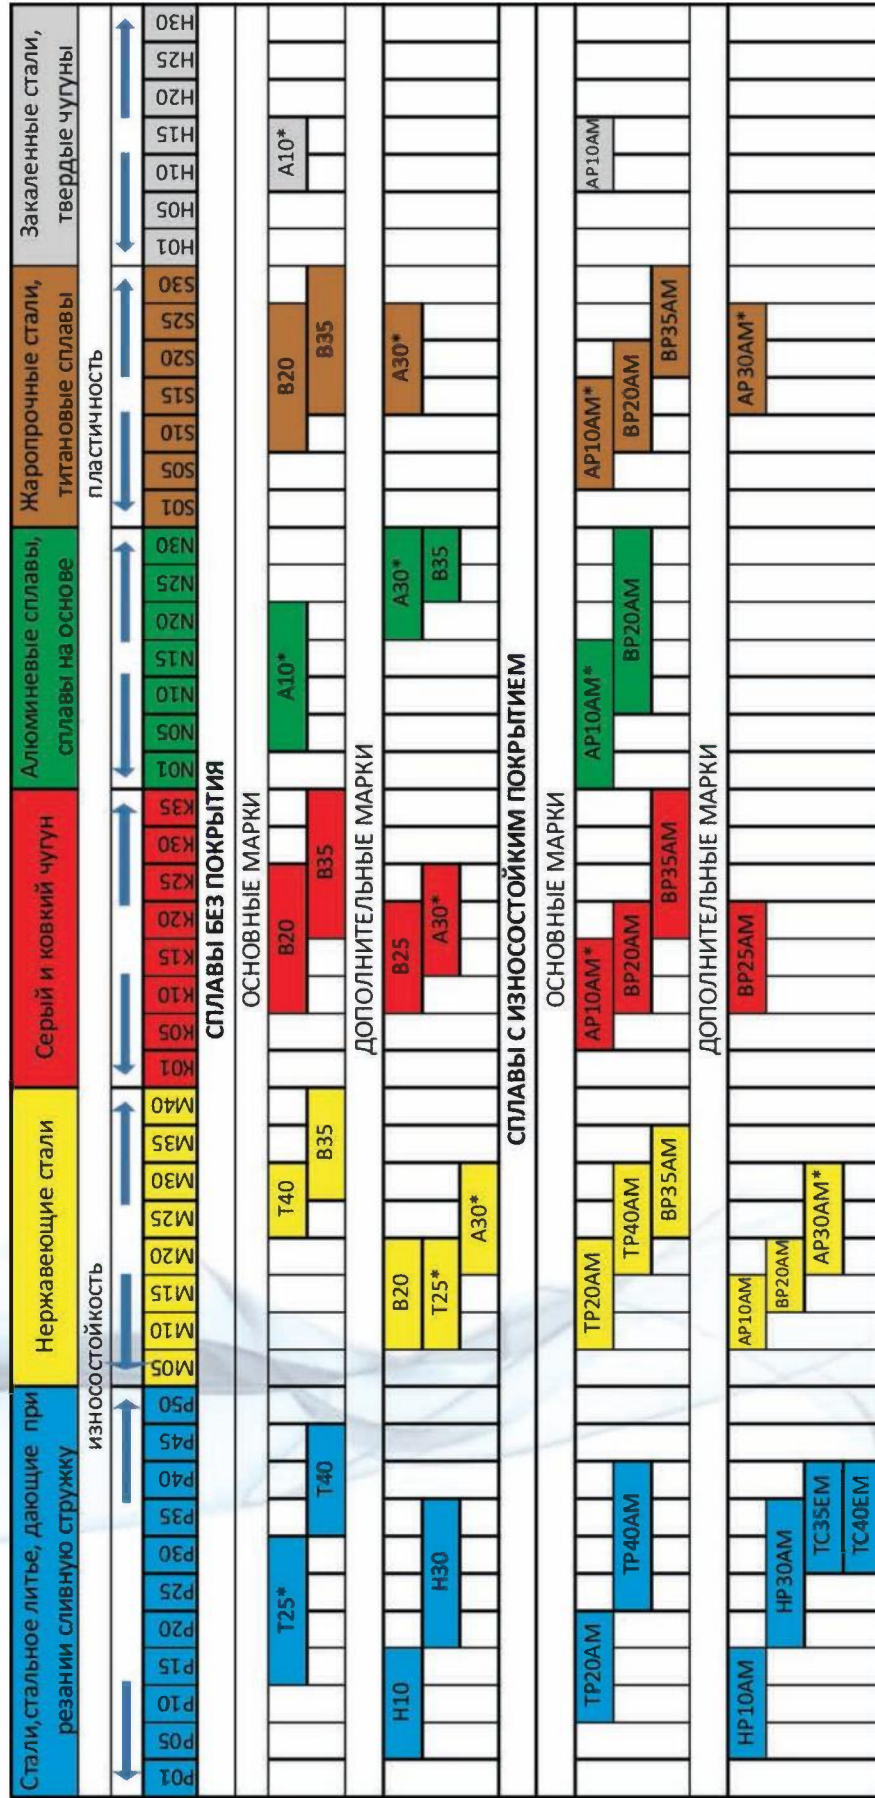 Стали,стальное литье, дающие при
резании сливную стружку
Нержавеющие стали
Серый и ковкий чугун
Алюминевые сплавы,
сплавы на основе
Жаропрочные стали,
титановые сплавы
Закаленные стали,
твердые чугуны
износостойкость
пластичность
P01 P05 P10 P15 P20 P25 P30 P35 P40 P45 P50 M05 M10 M15 M20 M25 M30 M35 M40 K01 K05 K10 K15 K20 K25 K30 K35 N01 N05 N10 N15 N20 N25 N30 S01 S05 S10 S15 S20 S25 S30 H01 H05 H10 H15 H20 H25 H30
СПЛАВЫ БЕЗ ПОКРЫТИЯ
ОСНОВНЫЕ МАРКИ
T25* T40 B20 A10* B20 A10*
T40 B35 B35 B35
ДОПОЛНИТЕЛЬНЫЕ МАРКИ
H10 B20 B25 A30* A30*
H30 T25* A30* B35
A30*
СПЛАВЫ С ИЗНОСОСТОЙКИМ ПОКРЫТИЕМ
ОСНОВНЫЕ МАРКИ
TP20AM TP20AM AP10AM* AP10AM* AP10AM* AP10AM
TP40AM TP40AM BP20AM BP20AM BP20AM
BP35AM BP35AM BP35AM
ДОПОЛНИТЕЛЬНЫЕ МАРКИ
HP10AM AP10AM BP25AM AP30AM*
HP30AM BP20AM
TC35EM AP30AM*
TC40EM